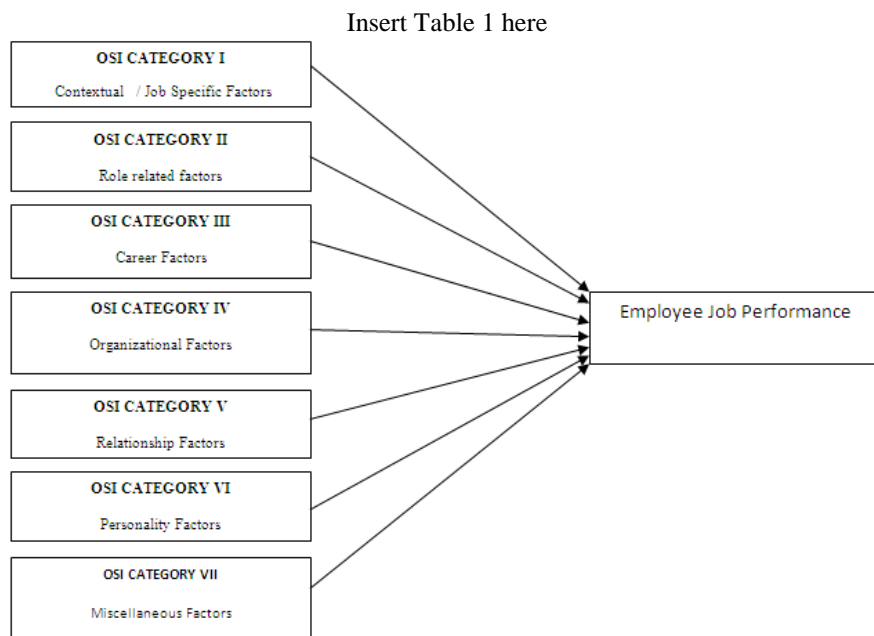 Insert Table 1 here
OSI CATEGORY I
Contextual / Job Specific Factors
OSI CATEGORY II
Role related factors
OSI CATEGORY III
Career Factors
OSI CATEGORY IV
Organizational Factors
OSI CATEGORY V
Relationship Factors
OSI CATEGORY VI
Personality Factors
OSI CATEGORY VII
Miscellaneous Factors
Employee Job Performance